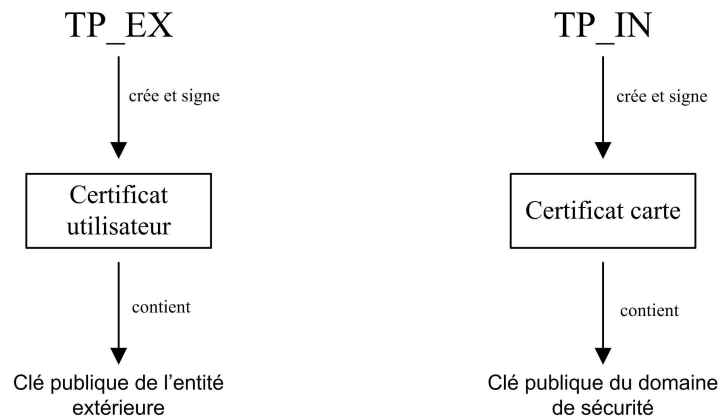 TP_EX
crée et signe
Certificat
utilisateur
contient
Clé publique de l'entité
extérieure
TP_IN
crée et signe
Certificat carte
contient
Clé publique du domaine
de sécurité